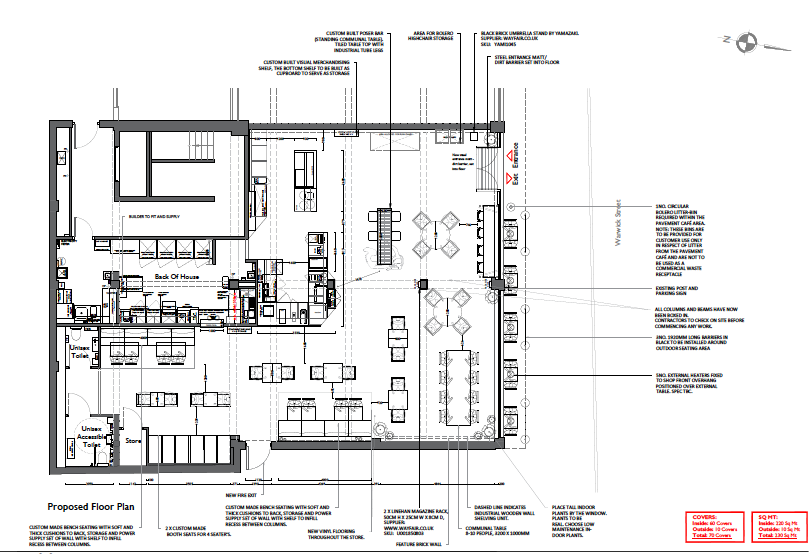 CUSTOM BUILT POSER BAR
(STANDING COMMUNAL TABLE),
TILED TABLE TOP WITH
INDUSTRIAL TUBE LEGS
AREA FOR BOLERO
HIGHCHAIR STORAGE
BLACK BRICK UMBRELLA STAND BY YAMAZAKI.
SUPPLIER: WAYFAIR.CO.UK
SKU: YAMI1045
STEEL ENTRANCE MATT/
DIRT BARRIER SET INTO FLOOR
CUSTOM BUILT VISUAL MERCHANDISING
SHELF, THE BOTTOM SHELF TO BE BUILT AS
CUPBOARD TO SERVE AS STORAGE
N
Exit Entrance
Warwick Street
BUILDER TO FIT AND SUPPLY
Back Of House
Unisex
Toilet
Unisex
Accessible
Toilet
Store
5NO. CIRCULAR
BOLERO LITTER-BIN
REQUIRED WITHIN THE
PAVEMENT CAFE AREA.
NOTE: THESE BINS ARE
TO BE PROVIDED FOR
CUSTOMER USE ONLY
IN RESPECT OF LITTER
FROM THE PAVEMENT
CAFE AND ARE NOT TO
BE USED AS A
COMMERCIAL WASTE
RECEPTACLE
EXISTING POST AND
PARKING SIGN
ALL COLUMNS AND BEAMS HAVE NOW
BEEN BOXED IN.
CONTRACTORS TO CHECK ON SITE BEFORE
COMMENCING ANY WORK.
3NO. 1930MM LONG BARRIERS IN
BLACK TO BE INSTALLED AROUND
OUTDOOR SEATING AREA
5NO. EXTERNAL HEATERS FIXED
TO SHOP FRONT OVERHANG
POSITIONED OVER EXTERNAL
TABLE. SPEC TBC.
NEW FIRE EXIT
Proposed Floor Plan
CUSTOM MADE BENCH SEATING WITH SOFT AND
THICK CUSHIONS TO BACK, STORAGE AND POWER
SUPPLY SET OF WALL WITH SHELF TO INFILL
RECESS BETWEEN COLUMNS.
2 X CUSTOM MADE
BOOTH SEATS FOR 4 SEATER'S.
CUSTOM MADE BENCH SEATING WITH SOFT AND
THICK CUSHIONS TO BACK, STORAGE AND POWER
SUPPLY SET OF WALL WITH SHELF TO INFILL
RECESS BETWEEN COLUMNS.
NEW VINYL FLOORING
THROUGHOUT THE STORE.
2 X LINEHAN MAGAZINE RACK,
50CM H X 25CM W X 8CM D,
SUPPLIER:
WWW.WAYFAIR.CO.UK
SKU: U001850803
FEATURE BRICK WALL
DASHED LINE INDICATES
INDUSTRIAL WOODEN WALL
SHELVING UNIT.
COMMUNAL TABLE
8-10 PEOPLE, 3200 X 1000MM
PLACE TALL INDOOR
PLANTS BY THE WINDOW.
PLANTS TO BE
REAL. CHOOSE LOW
MAINTENANCE IN-
DOOR PLANTS.
COVERS:
Inside: 60 Covers
Outside: 10 Covers
Total: 70 Covers
SQ MT:
Inside: 220 Sq Mt
Outside: 10 Sq Mt
Total: 230 Sq Mt